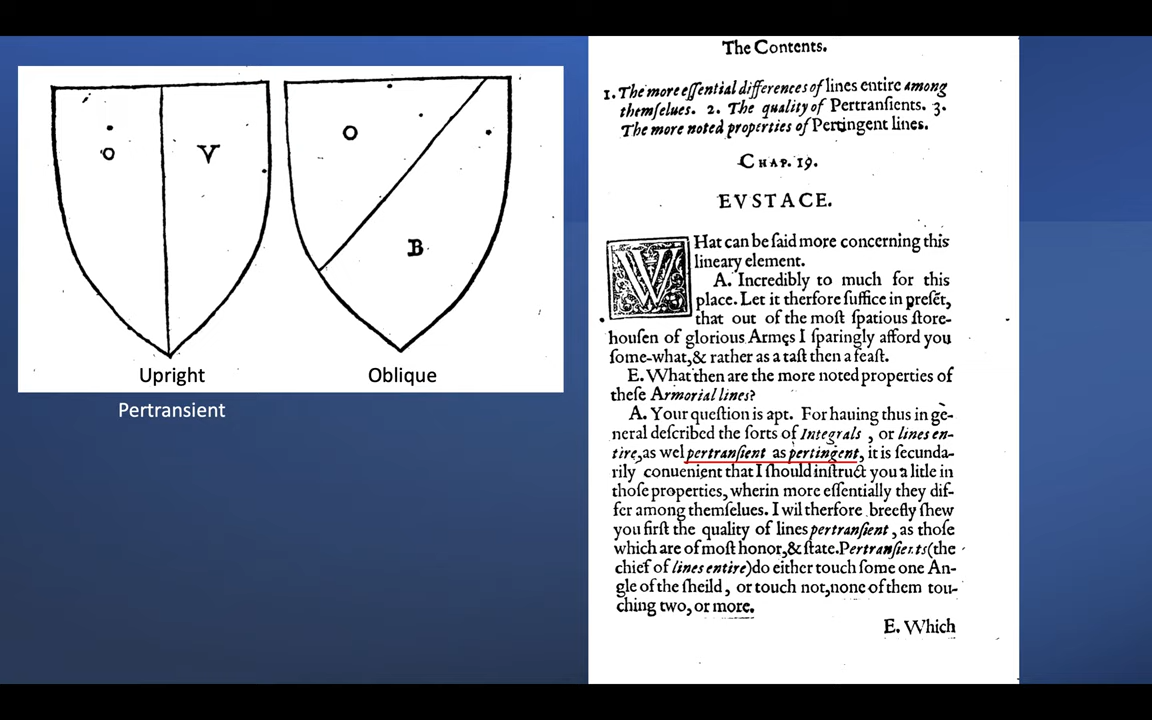 O
V
O
B
Upright
Oblique
Pertransient
The Contents.
1. The more eſſential differences of lines entire among
themſelues. 2. The quality of Pertranſients. 3.
The more noted properties of Pertingent lines.
CHAP. 19.
EVSTACE.
WHat can be ſaid more concerning this
lineary element.
A. Incredibly to much for this
place. Let it therfore ſuffice in preſẽt,
that out of the moſt ſpatious ſtore-
houſen of glorious Armes I ſparingly afford you
ſome-what,& rather as a taſt then a feaſt.
E. What then are the more noted properties of
theſe Armorial lines?
A. Your queſtion is apt. For hauing thus in gẽ-
neral deſcribed the ſorts of Integrals , or lines en-
tire,as wel pertranſient as pertingent, it is ſecunda-
rily conuenient that I ſhould inſtruct you a litle in
thoſe properties, wherin more eſſentially they dif-
fer among themſelues. I wil therfore breefly ſhew
you firſt the quality of lines pertranſient, as thoſe
which are of moſt honor,& ſtate. Pertranſients (the
chief of lines entire) do either touch ſome one An-
gle of the ſheild, or touch not,none of them tou-
ching two, or more.
E. Which